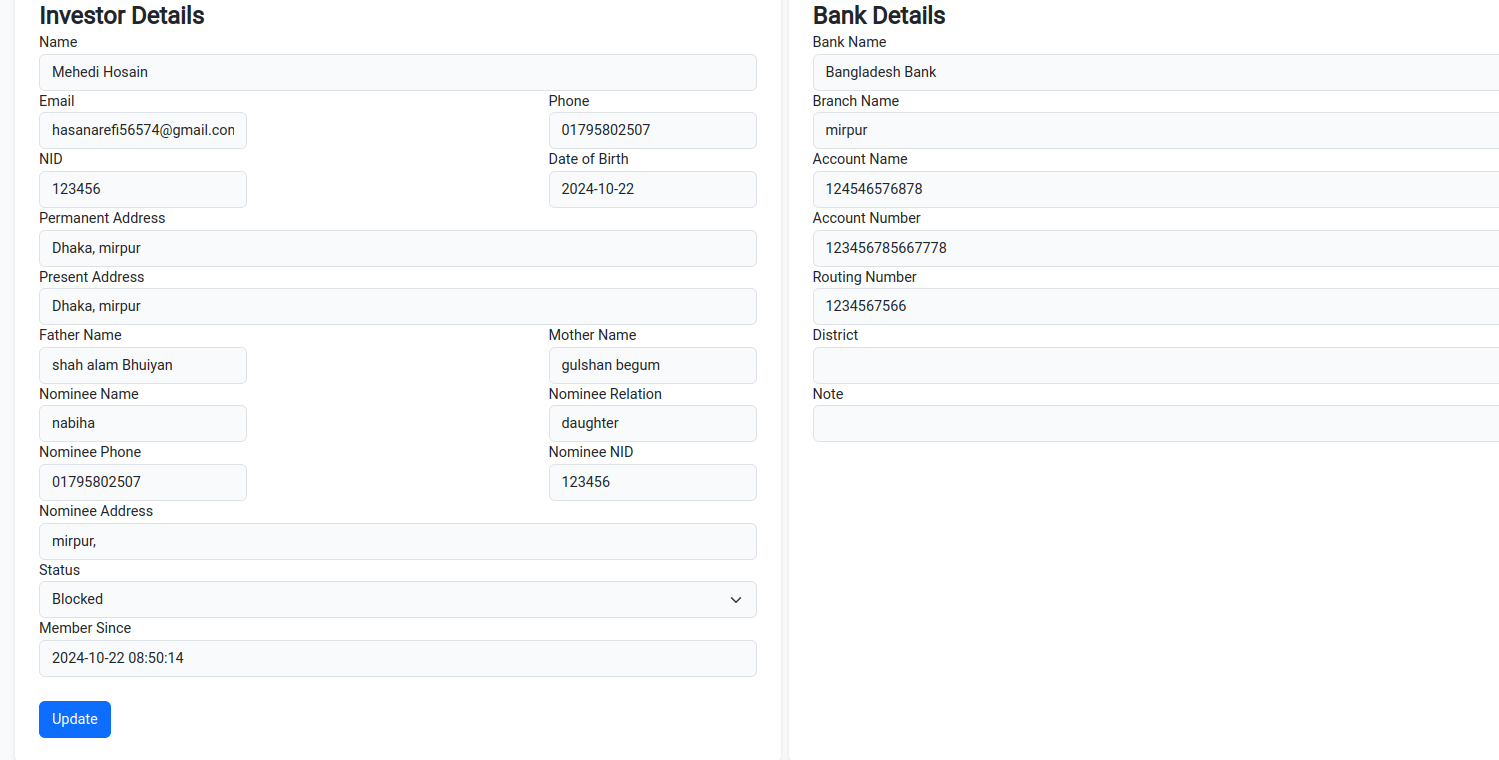 Investor Details
Name
Mehedi Hosain
Email
Phone
hasanarefi56574@gmail.con
01795802507
NID
Date of Birth
123456
2024-10-22
Permanent Address
Dhaka, mirpur
Present Address
Dhaka, mirpur
Father Name
Mother Name
shah alam Bhuiyan
gulshan begum
Nominee Name
Nominee Relation
nabiha
daughter
Nominee Phone
Nominee NID
01795802507
123456
Nominee Address
mirpur,
Status
Blocked
Member Since
2024-10-22 08:50:14
Update
Bank Details
Bank Name
Bangladesh Bank
Branch Name
mirpur
Account Name
124546576878
Account Number
123456785667778
Routing Number
1234567566
District
Note